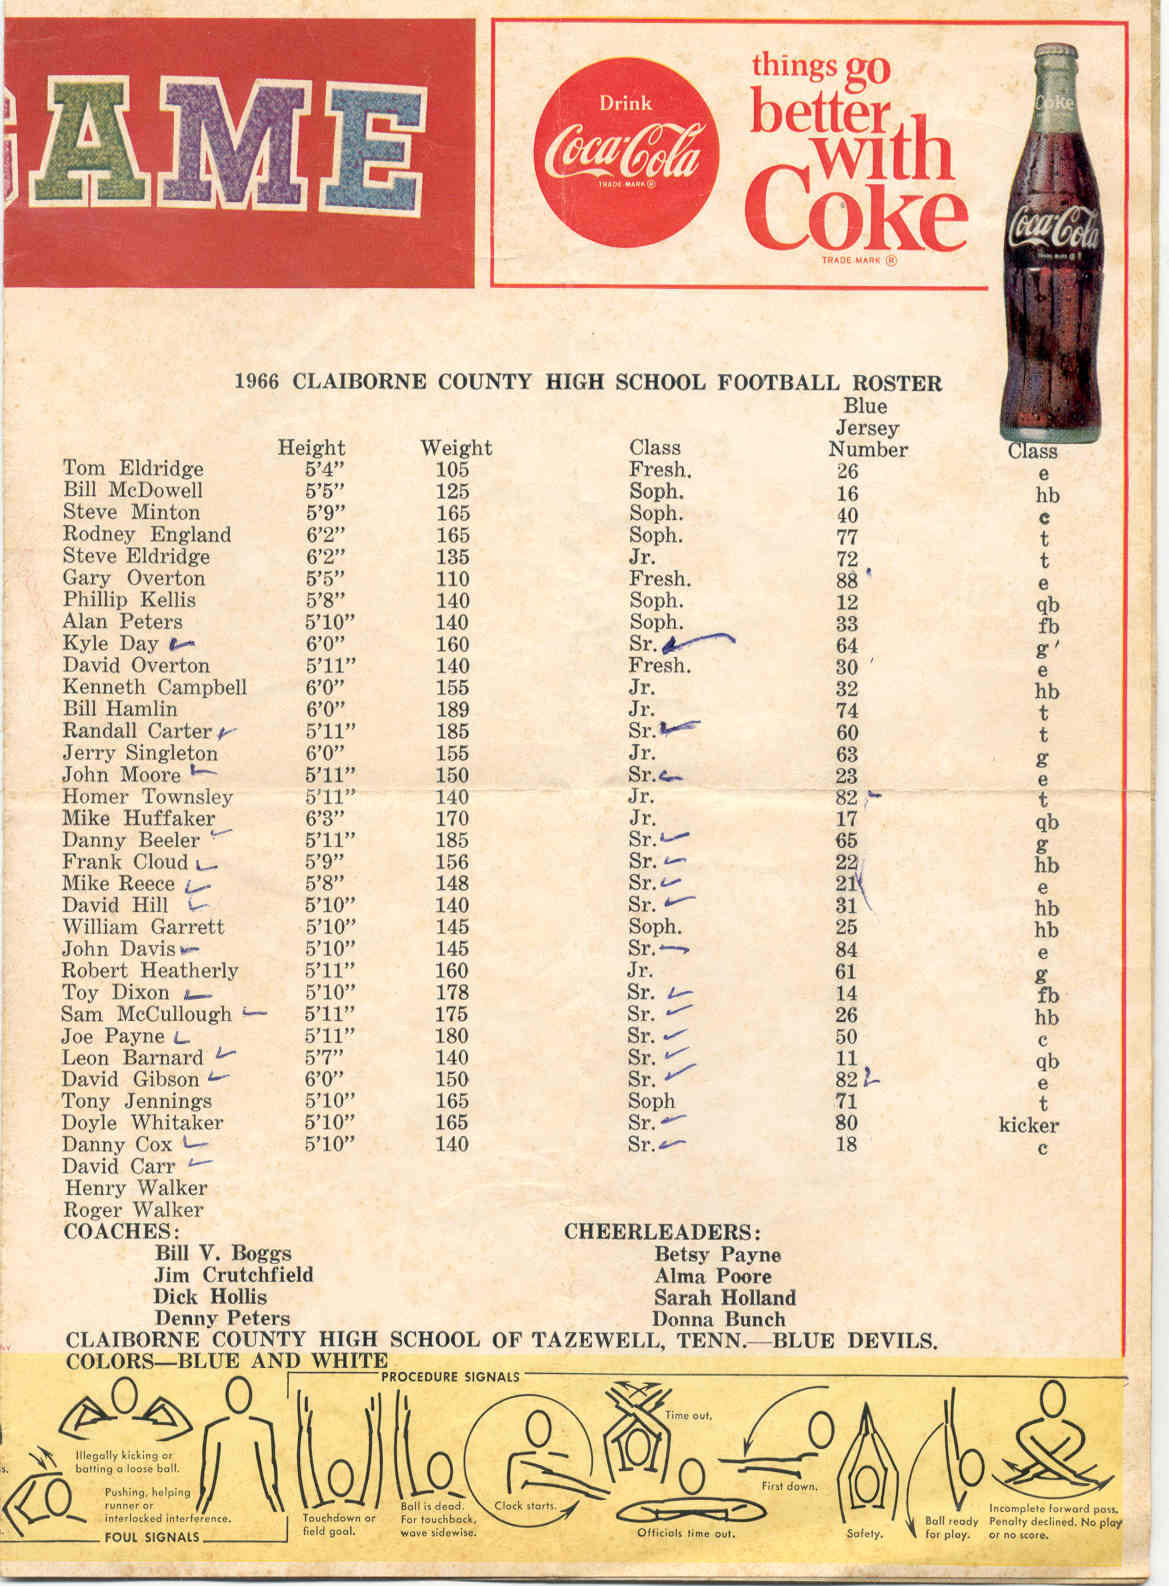 GAME
Drink
Coca-Cola
TRADE MARK ®
things go
better
with
Coke
TRADE MARK ®
Coke
Coca-Cola
1966 CLAIBORNE COUNTY HIGH SCHOOL FOOTBALL ROSTER
Blue
Jersey
Height Weight Class Number Class
Tom Eldridge 5'4" 105 Fresh. 26 e
Bill McDowell 5'5" 125 Soph. 16 hb
Steve Minton 5'9" 165 Soph. 40 c
Rodney England 6'2" 165 Soph. 77 t
Steve Eldridge 6'2" 135 Jr. 72 t
Gary Overton 5'5" 110 Fresh. 88 e
Phillip Kellis 5'8" 140 Soph. 12 qb
Alan Peters 5'10" 140 Soph. 33 fb
Kyle Day 6'0" 160 Sr. 64 g
David Overton 5'11" 140 Fresh. 30 e
Kenneth Campbell 6'0" 155 Jr. 32 hb
Bill Hamlin 6'0" 189 Jr. 74 t
Randall Carter 5'11" 185 Sr. 60 t
Jerry Singleton 6'0" 155 Jr. 63 g
John Moore 5'11" 150 Sr. 23 e
Homer Townsley 5'11" 140 Jr. 82 t
Mike Huffaker 6'3" 170 Jr. 17 qb
Danny Beeler 5'11" 185 Sr. 65 g
Frank Cloud 5'9" 156 Sr. 22 hb
Mike Reece 5'8" 148 Sr. 21 e
David Hill 5'10" 140 Sr. 31 hb
William Garrett 5'10" 145 Soph. 25 hb
John Davis 5'10" 145 Sr. 84 e
Robert Heatherly 5'11" 160 Jr. 61 g
Toy Dixon 5'10" 178 Sr. 14 fb
Sam McCullough 5'11" 175 Sr. 26 hb
Joe Payne 5'11" 180 Sr. 50 c
Leon Barnard 5'7" 140 Sr. 11 qb
David Gibson 6'0" 150 Sr. 82 e
Tony Jennings 5'10" 165 Soph 71 t
Doyle Whitaker 5'10" 165 Sr. 80 kicker
Danny Cox 5'10" 140 Sr. 18 c
David Carr
Henry Walker
Roger Walker
COACHES: CHEERLEADERS:
Bill V. Boggs Betsy Payne
Jim Crutchfield Alma Poore
Dick Hollis Sarah Holland
Denny Peters Donna Bunch
CLAIBORNE COUNTY HIGH SCHOOL OF TAZEWELL, TENN.—BLUE DEVILS.
COLORS—BLUE AND WHITE
PROCEDURE SIGNALS
Illegally kicking or
batting a loose ball.
Pushing, helping
runner or
interlocked interference.
FOUL SIGNALS
Touchdown or
field goal.
Ball is dead.
For touchback,
wave sidewise.
Clock starts.
Time out.
Officials time out.
First down.
Safety.
Ball ready
for play.
Incomplete forward pass.
Penalty declined. No play
or no score.